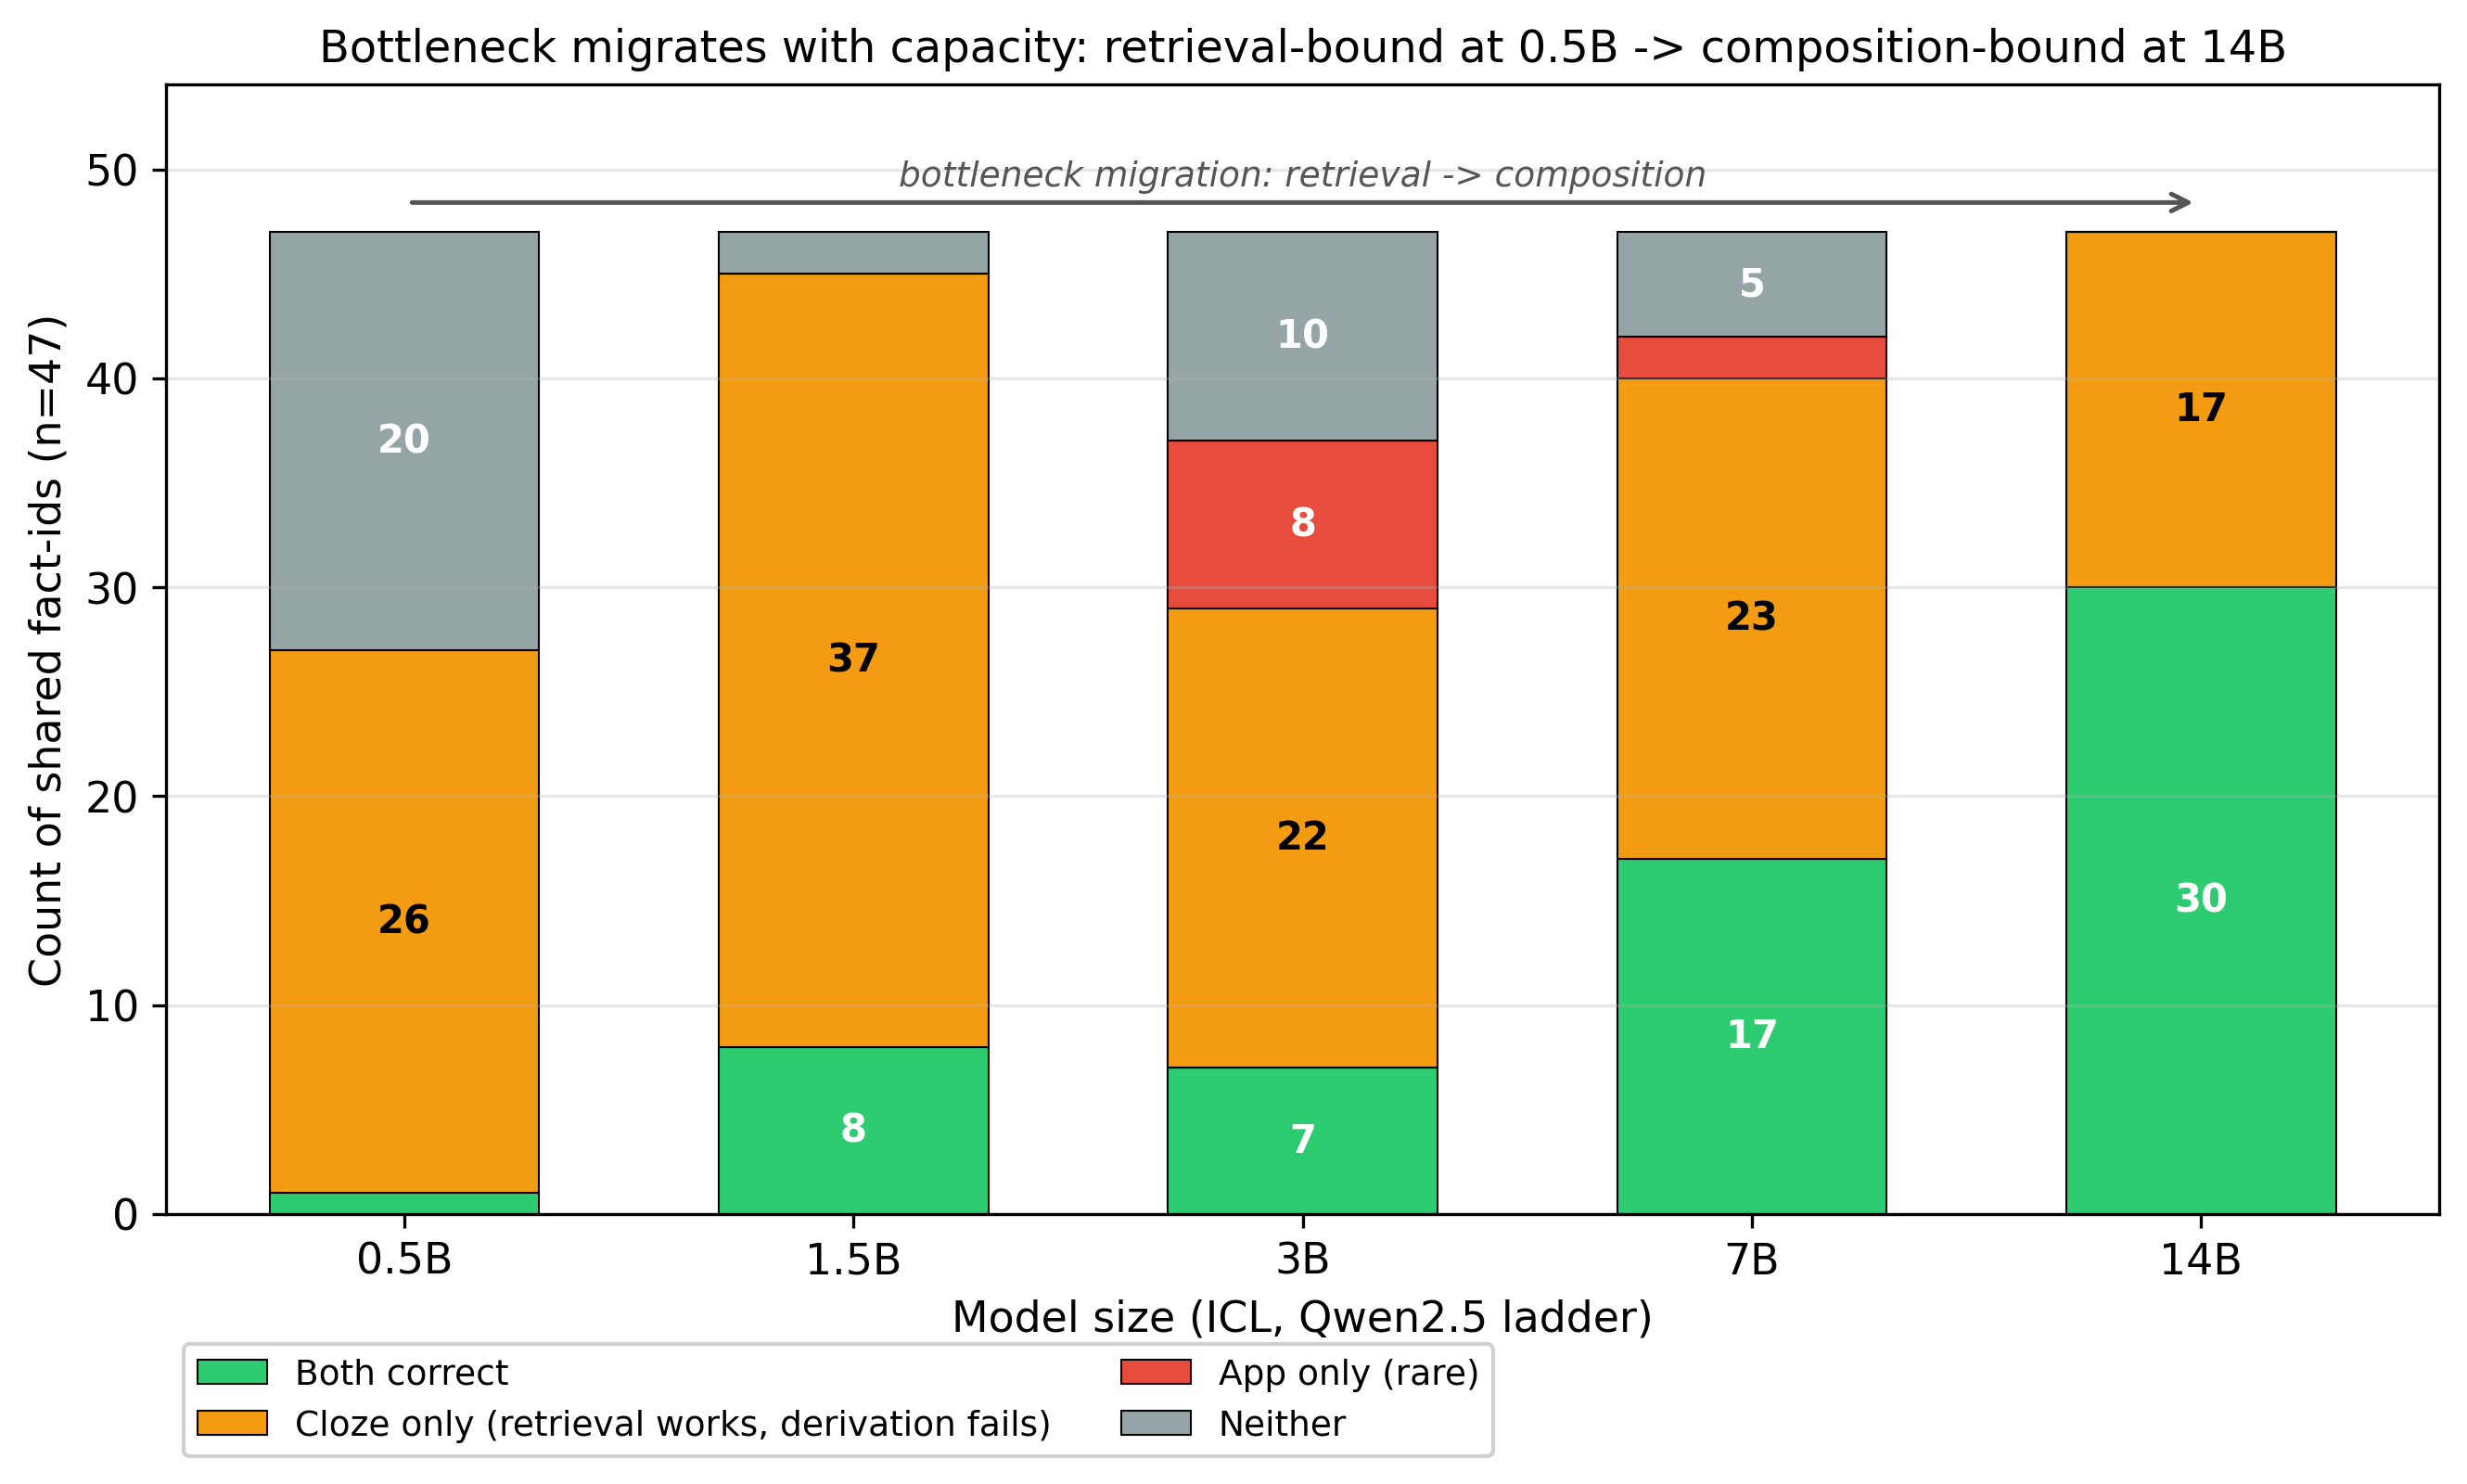 Bottleneck migrates with capacity: retrieval-bound at 0.5B -> composition-bound at 14B
bottleneck migration: retrieval -> composition
Count of shared fact-ids (n=47)
50
40
30
20
10
0
20
26
37
8
10
8
22
7
5
23
17
17
30
0.5B
1.5B
3B
7B
14B
Model size (ICL, Qwen2.5 ladder)
Both correct
Cloze only (retrieval works, derivation fails)
App only (rare)
Neither